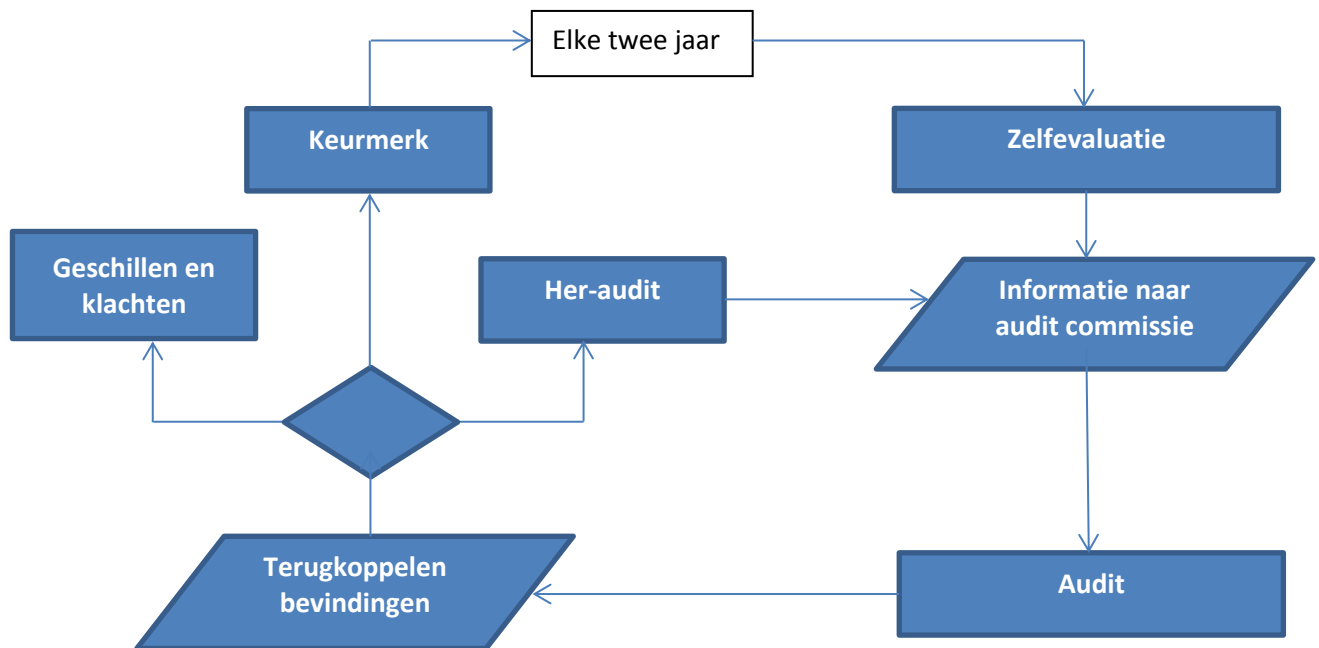 Elke twee jaar
Keurmerk
Zelfevaluatie
Geschillen en
klachten
Her-audit
Informatie naar
audit commissie
Terugkoppelen
bevindingen
Audit